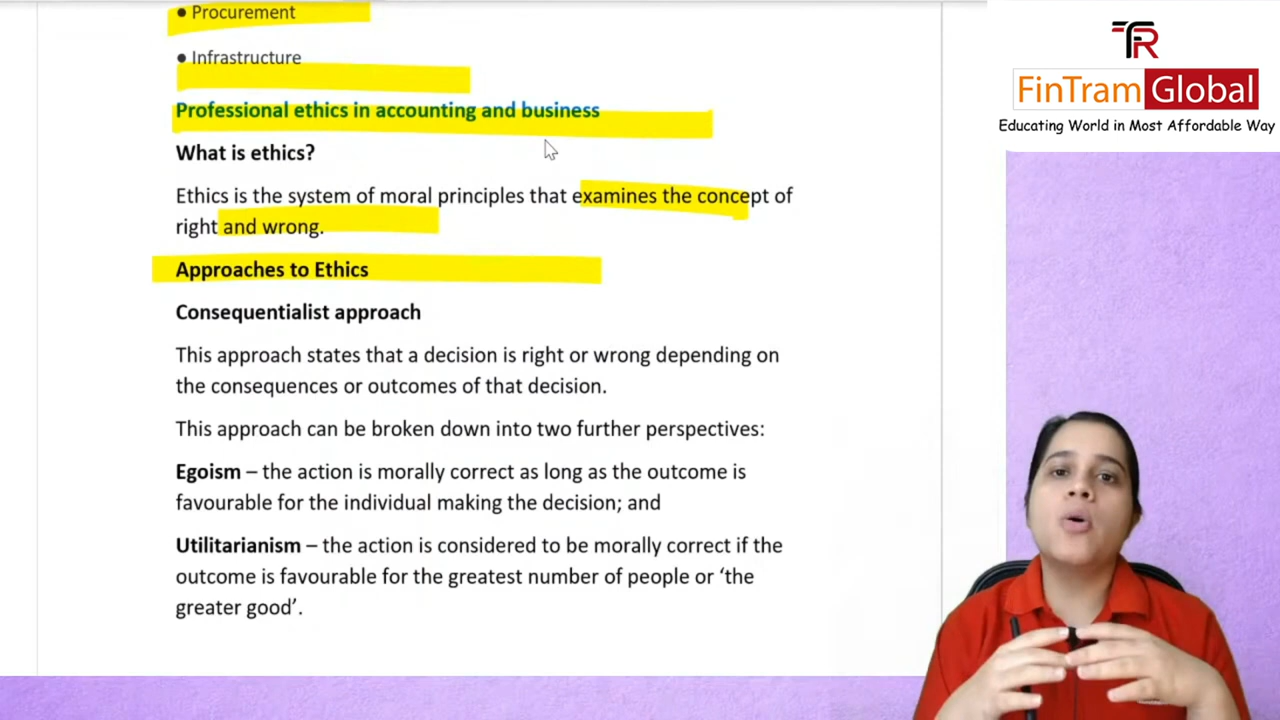 ● Procurement
● Infrastructure
Professional ethics in accounting and business
What is ethics?
Ethics is the system of moral principles that examines the concept of
right and wrong.
Approaches to Ethics
Consequentialist approach
This approach states that a decision is right or wrong depending on
the consequences or outcomes of that decision.
This approach can be broken down into two further perspectives:
Egoism – the action is morally correct as long as the outcome is
favourable for the individual making the decision; and
Utilitarianism – the action is considered to be morally correct if the
outcome is favourable for the greatest number of people or ‘the
greater good’.
FinTram Global
Educating World in Most Affordable Way